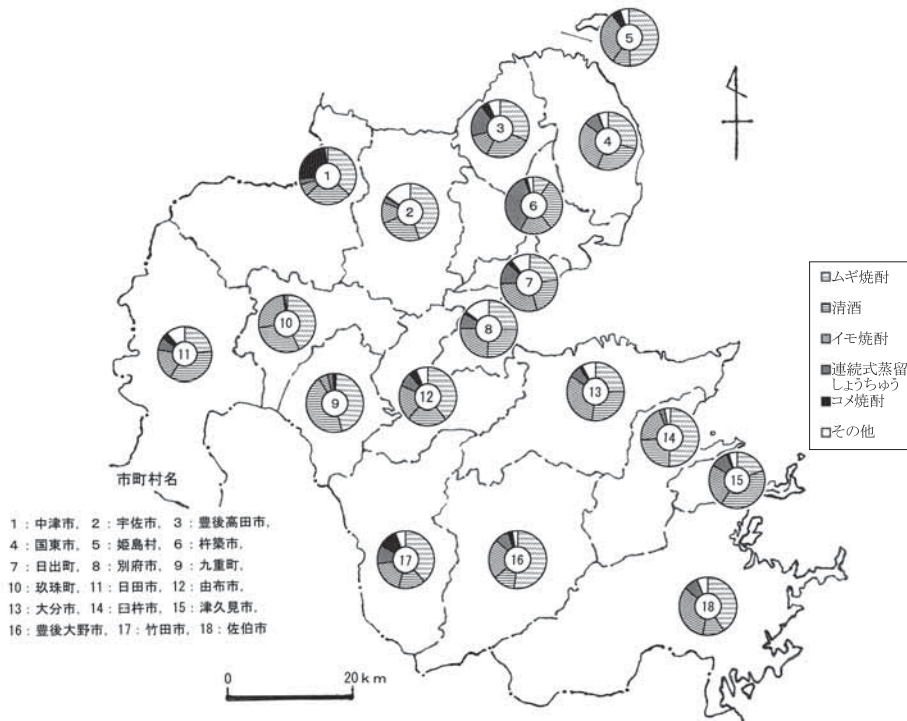 5
3
4
1
6
2
7
10
8
11
9
12
13
14
15
17
16
18
ムギ焼酎
清酒
イモ焼酎
連続式蒸留
しょうちゅう
コメ焼酎
その他
市町村名
1：中津市，2：宇佐市，3：豊後高田市，
4：国東市，5：姫島村，6：杵築市，
7：日出町，8：別府市，9：九重町，
10：玖珠町，11：日田市，12：由布市，
13：大分市，14：臼杵市，15：津久見市，
16：豊後大野市，17：竹田市，18：佐伯市
0 20km